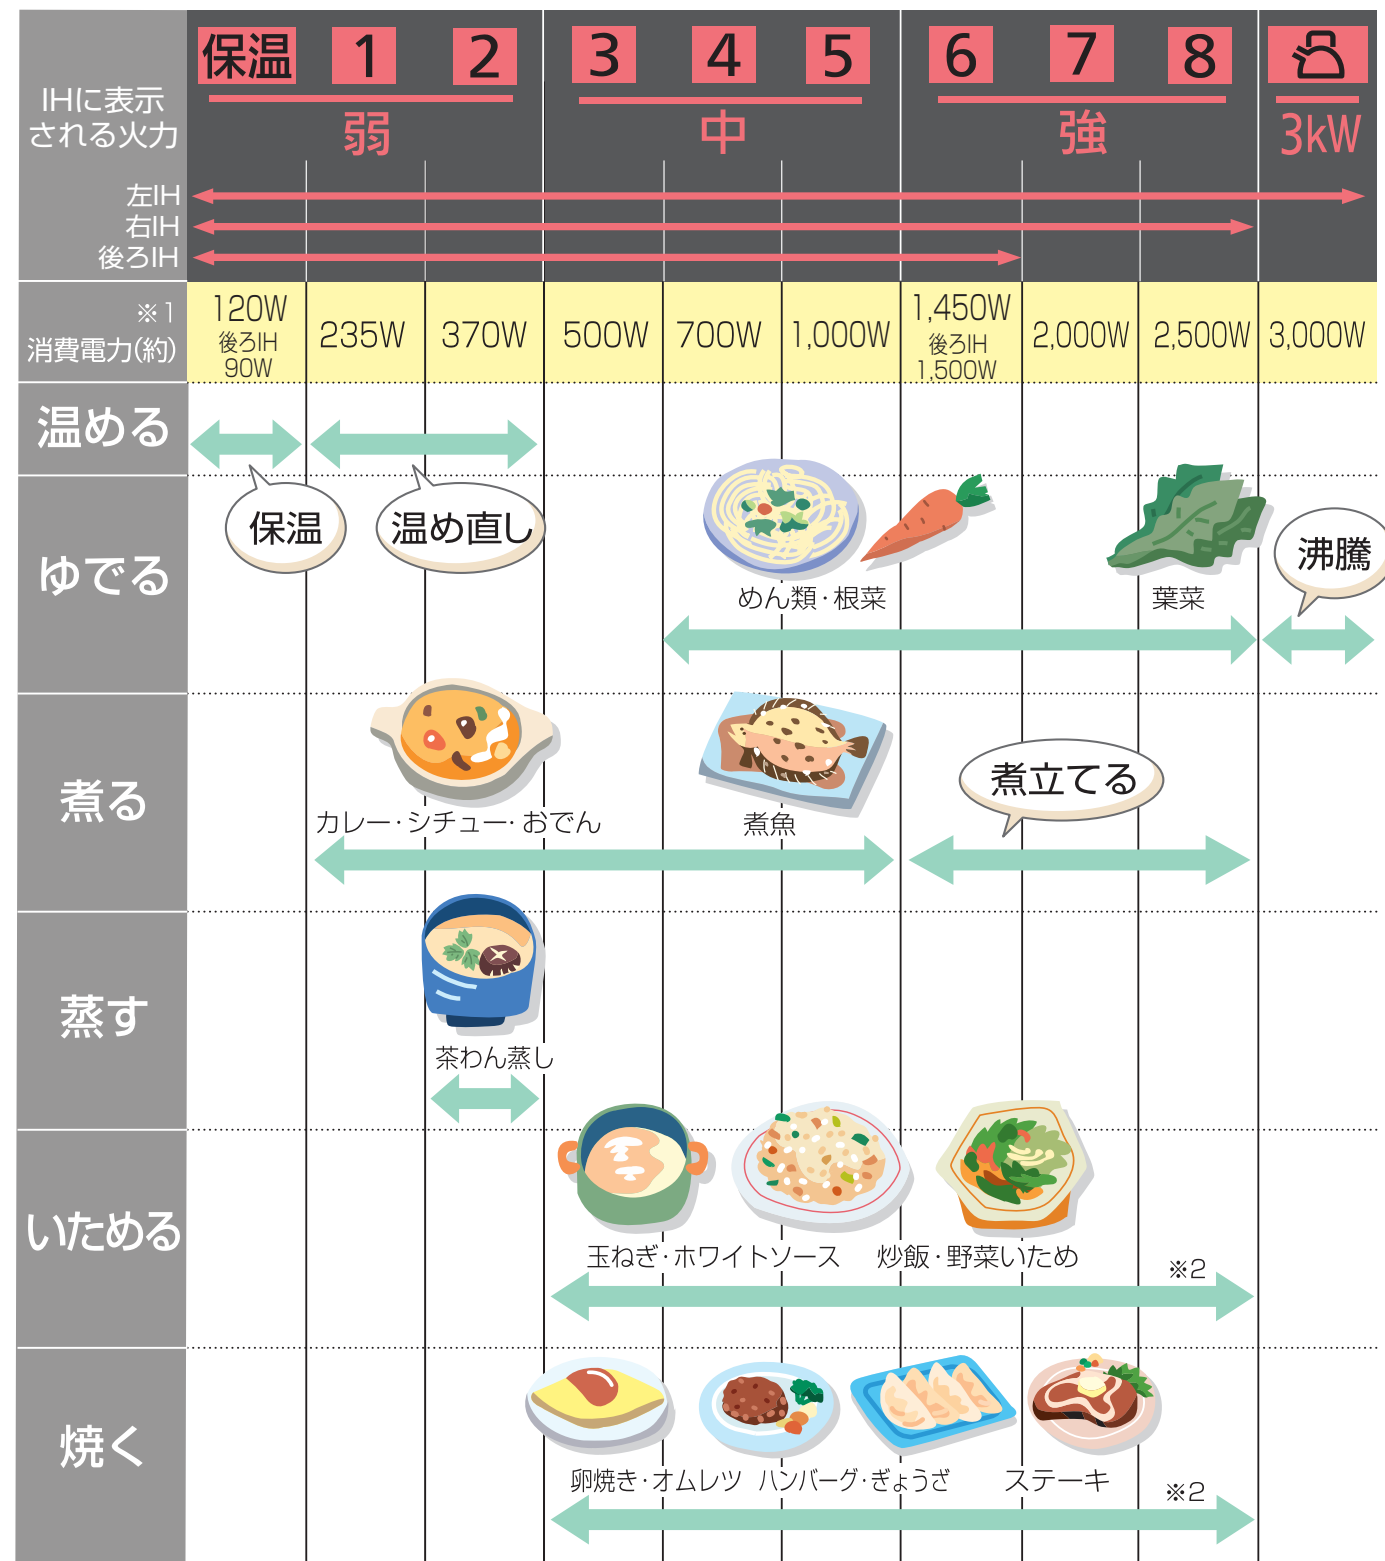 保温 1 2 3 4 5 6 7 8
IHに表示
される火力
弱 中 強 3kW
左IH
右IH
後ろIH
※1
消費電力(約)
120W
後ろIH
90W
235W 370W 500W 700W 1,000W
1,450W
後ろIH
1,500W
2,000W 2,500W 3,000W
温める
保温
温め直し
ゆでる
めん類・根菜
葉菜
沸騰
煮る
カレー・シチュー・おでん
煮魚
煮立てる
蒸す
茶わん蒸し
いためる
玉ねぎ・ホワイトソース
炒飯・野菜いため
※2
焼く
卵焼き・オムレツ
ハンバーグ・ぎょうざ
ステーキ
※2